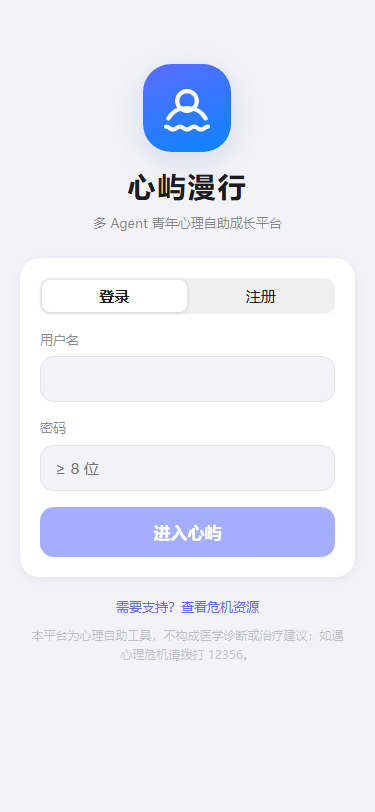 心屿漫行
多 Agent 青年心理自助成长平台
登录 注册
用户名
密码
≥ 8 位
进入心屿
需要支持？查看危机资源
本平台为心理自助工具，不构成医学诊断或治疗建议；如遇
心理危机请拨打 12356。